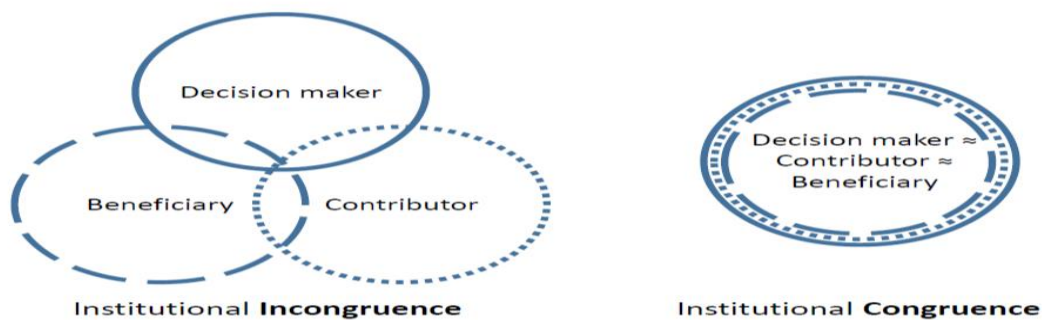 Decision maker
Beneficiary
Contributor
Institutional Incongruence
Decision maker ≈
Contributor ≈
Beneficiary
Institutional Congruence